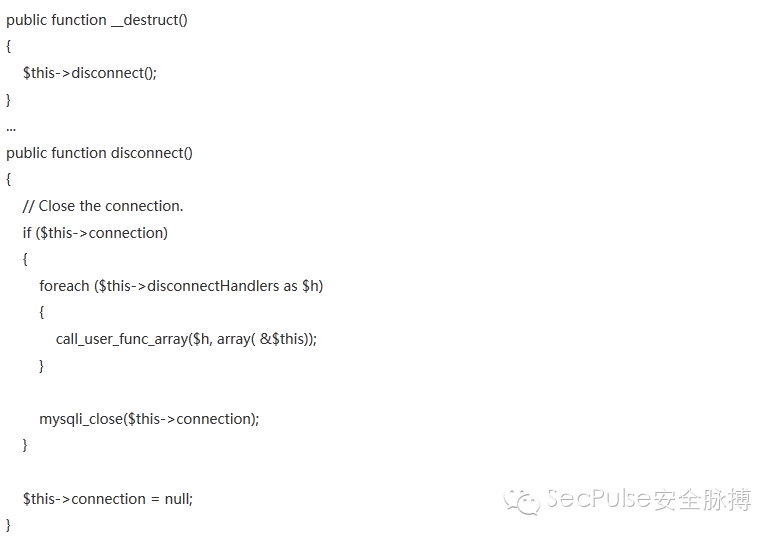 public function __destruct()
{
$this->disconnect();
}
...
public function disconnect()
{
// Close the connection.
if ($this->connection)
{
foreach ($this->disconnectHandlers as $h)
{
call_user_func_array($h, array( &$this));
}
mysqli_close($this->connection);
}
$this->connection = null;
}
SecPulse安全脉搏